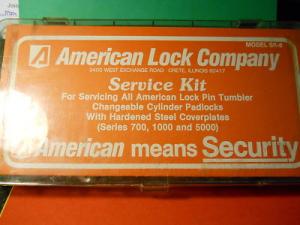 MODEL SK-6
American Lock Company
3400 WEST EXCHANGE ROAD CRETE, ILLINOIS 60417
Service Kit
For Servicing All American Lock Pin Tumbler
Changeable Cylinder Padlocks
With Hardened Steel Coverplates
(Series 700, 1000 and 5000)
American means Security